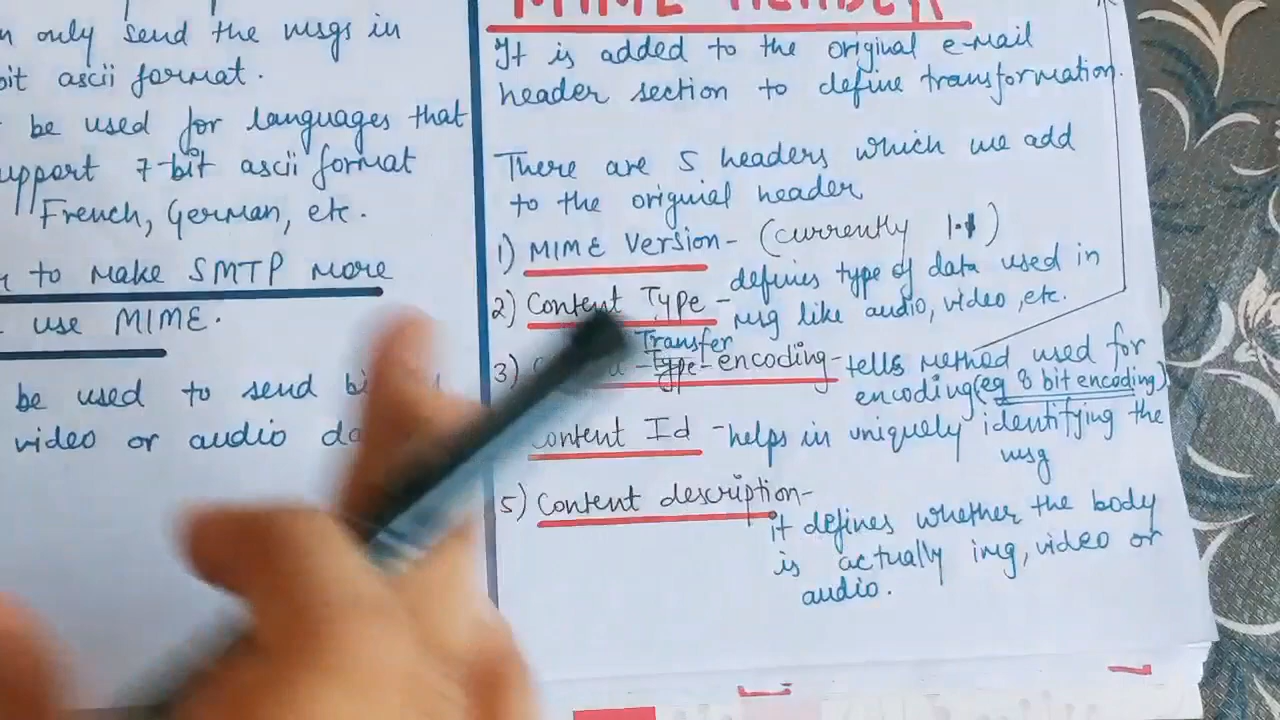 only send the msgs in
bit ascii format.
be used for languages that
support 7-bit ascii format
French, German, etc.
to make SMTP more
use MIME.
be used to send
video or audio
MIME HEADER
It is added to the original e-mail
header section to define transformation.
There are 5 headers which we add
to the original header
1) MIME Version- (currently 1.1)
2) Content Type - defines type of data used in
msg like audio, video, etc.
Transfer
3) -Type- encoding- tells method used for
encoding(eg 8 bit encoding)
Content Id -helps in uniquely identifying the
msg
5) Content description-
it defines whether the body
is actually img, video or
audio.